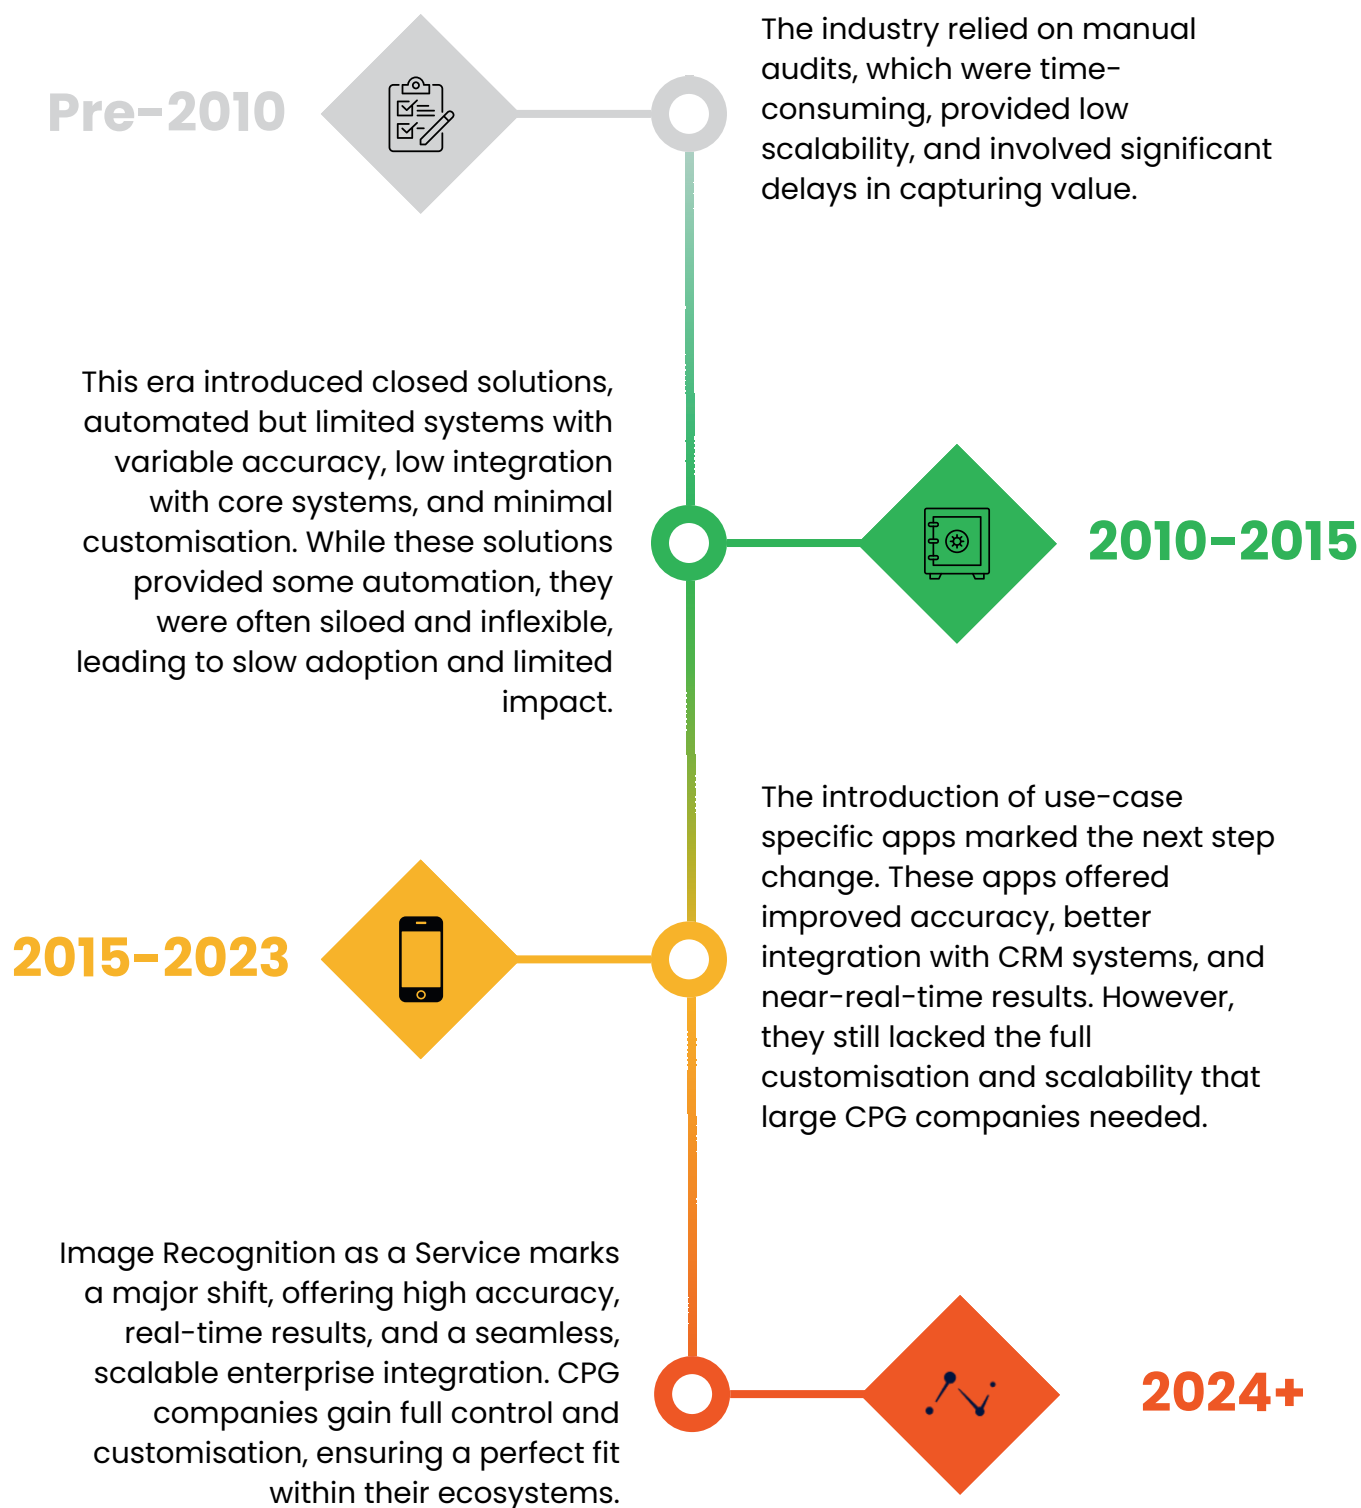 Pre-2010
The industry relied on manual
audits, which were time-
consuming, provided low
scalability, and involved significant
delays in capturing value.
This era introduced closed solutions,
automated but limited systems with
variable accuracy, low integration
with core systems, and minimal
customisation. While these solutions
provided some automation, they
were often siloed and inflexible,
leading to slow adoption and limited
impact.
2010-2015
2015-2023
The introduction of use-case
specific apps marked the next step
change. These apps offered
improved accuracy, better
integration with CRM systems, and
near-real-time results. However,
they still lacked the full
customisation and scalability that
large CPG companies needed.
Image Recognition as a Service marks
a major shift, offering high accuracy,
real-time results, and a seamless,
scalable enterprise integration. CPG
companies gain full control and
customisation, ensuring a perfect fit
within their ecosystems.
2024+